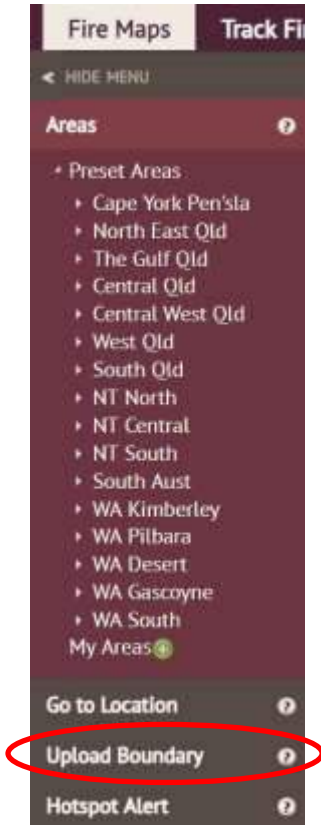 Fire Maps Track Fi
HIDE MENU
Areas
Preset Areas
Cape York Pen'sla
North East Qld
The Gulf Qld
Central Qld
Central West Qld
West Qld
South Qld
NT North
NT Central
NT South
South Aust
WA Kimberley
WA Pilbara
WA Desert
WA Gascoyne
WA South
My Areas
Go to Location
Upload Boundary
Hotspot Alert